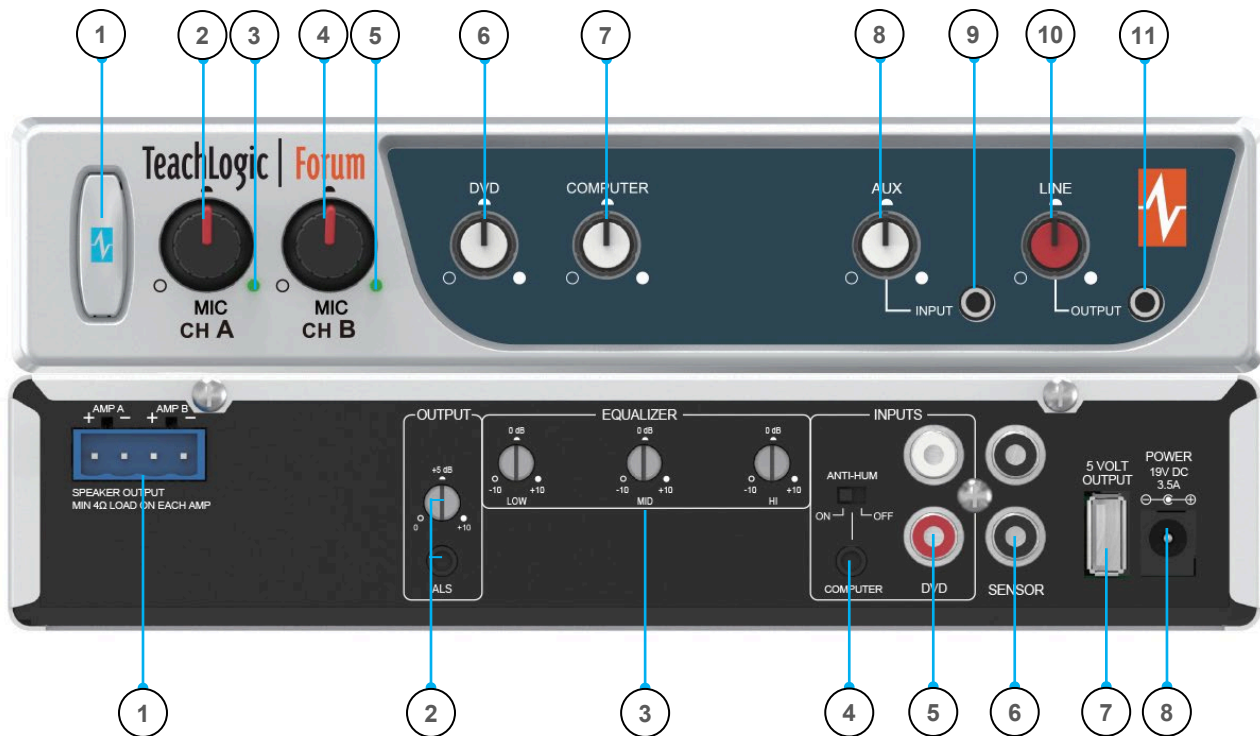 1 2 3 4 5 6 7 8 9 10 11
TeachLogic | Forum
DVD COMPUTER AUX LINE
MIC
CH A
MIC
CH B
INPUT
OUTPUT
AMP A AMP B
+ - + -
SPEAKER OUTPUT
MIN 4Ω LOAD ON EACH AMP
OUTPUT
+5 dB
0 +10
ALS
EQUALIZER
0 dB 0 dB 0 dB
-10 +10 -10 +10 -10 +10
LOW MID HI
INPUTS
ANTI-HUM
ON OFF
COMPUTER DVD
SENSOR
5 VOLT
OUTPUT
POWER
19V DC
3.5A
- +
1 2 3 4 5 6 7 8